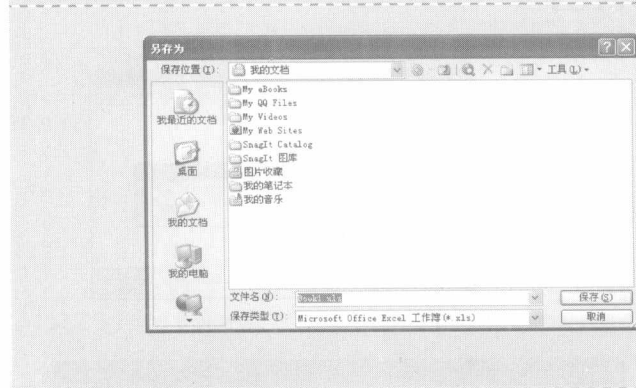 另存为
保存位置(I): 我的文档 工具(L)
My eBooks
My QQ Files
My Videos
My Web Sites
SnagIt Catalog
SnagIt 图库
图片收藏
我的笔记本
我的音乐
我最近的文档
桌面
我的文档
我的电脑
文件名(N): Book1.xls 保存(S)
保存类型(T): Microsoft Office Excel 工作簿(*.xls) 取消